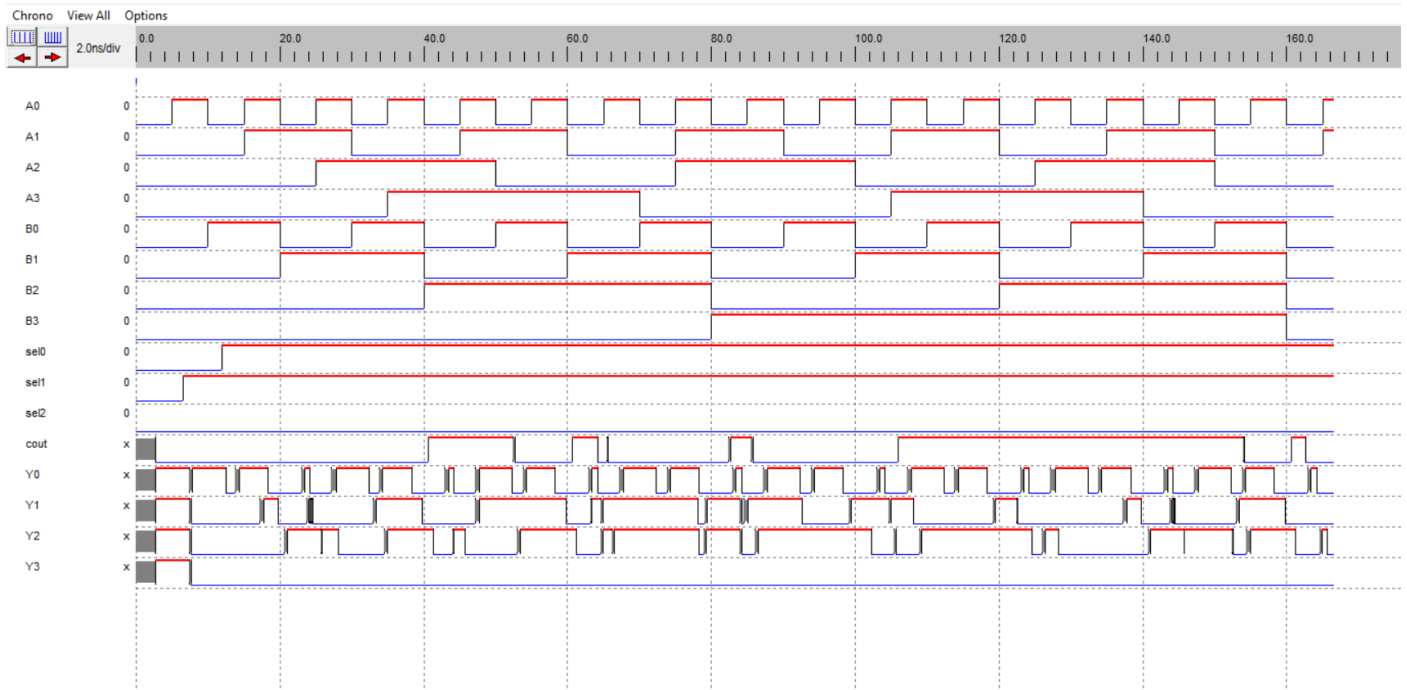 Chrono View All Options
2.0ns/div 0.0 20.0 40.0 60.0 80.0 100.0 120.0 140.0 160.0
A0 0
A1 0
A2 0
A3 0
B0 0
B1 0
B2 0
B3 0
sel0 0
sel1 0
sel2 0
cout x
Y0 x
Y1 x
Y2 x
Y3 x